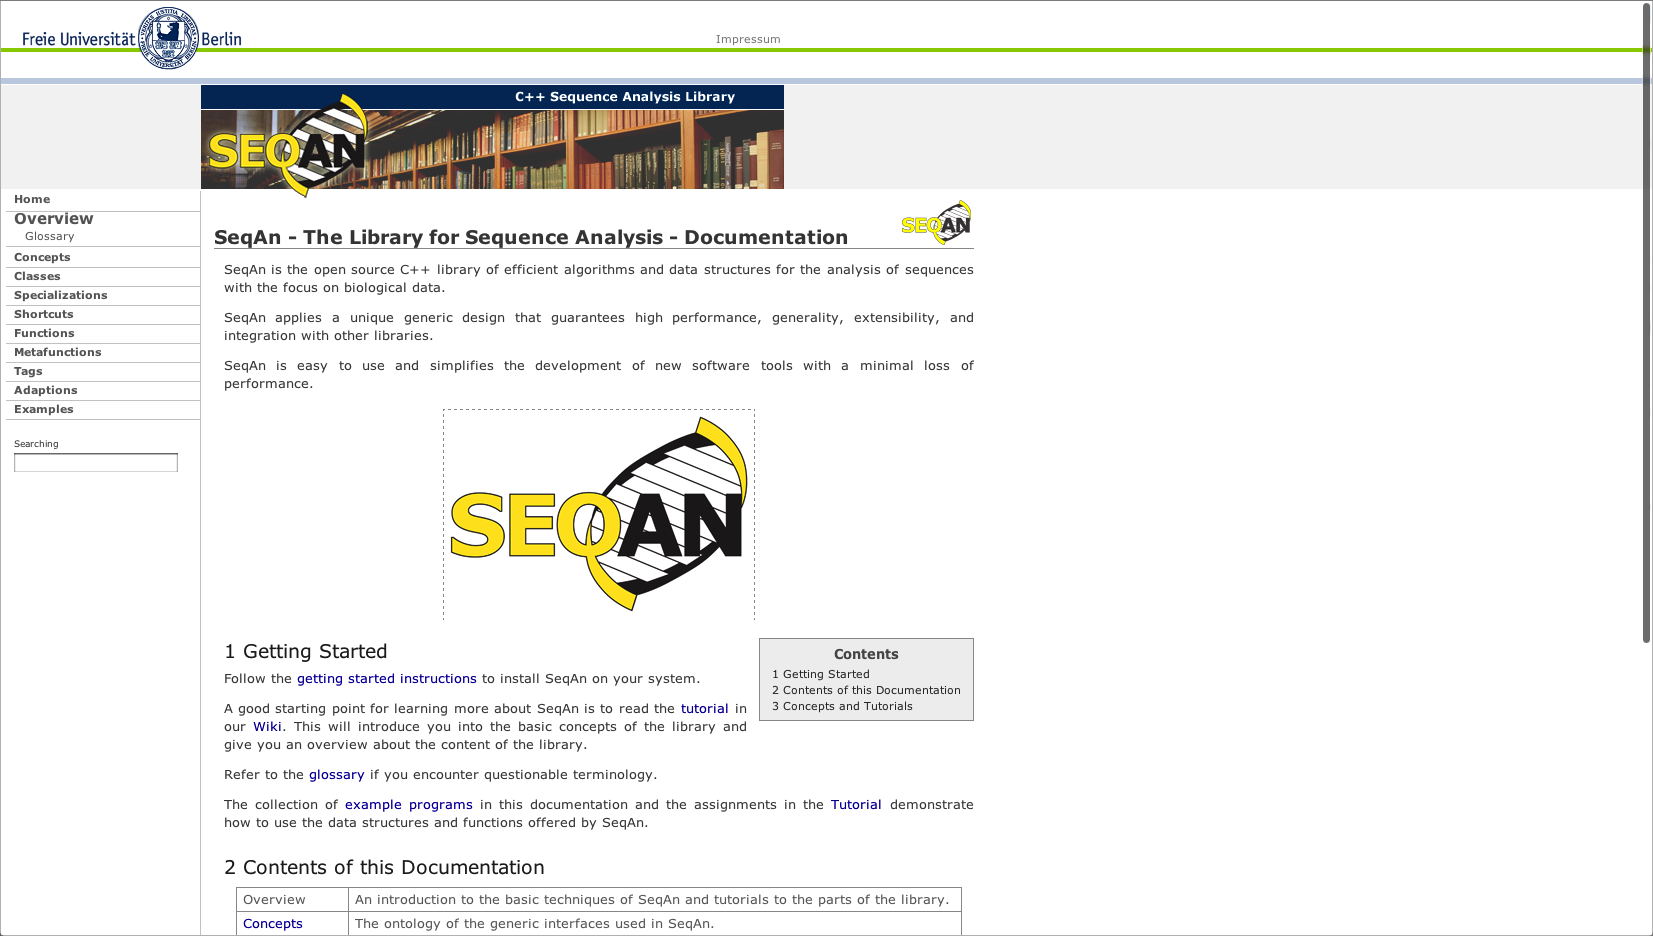 Freie Universität Berlin
Impressum
C++ Sequence Analysis Library
SEQAN
Home
Overview
Glossary
Concepts
Classes
Specializations
Shortcuts
Functions
Metafunctions
Tags
Adaptions
Examples
Searching
SeqAn - The Library for Sequence Analysis - Documentation
SEQAN
SeqAn is the open source C++ library of efficient algorithms and data structures for the analysis of sequences
with the focus on biological data.
SeqAn applies a unique generic design that guarantees high performance, generality, extensibility, and
integration with other libraries.
SeqAn is easy to use and simplifies the development of new software tools with a minimal loss of
performance.
SEQAN
1 Getting Started
Follow the getting started instructions to install SeqAn on your system.
A good starting point for learning more about SeqAn is to read the tutorial in
our Wiki. This will introduce you into the basic concepts of the library and
give you an overview about the content of the library.
Contents
1 Getting Started
2 Contents of this Documentation
3 Concepts and Tutorials
Refer to the glossary if you encounter questionable terminology.
The collection of example programs in this documentation and the assignments in the Tutorial demonstrate
how to use the data structures and functions offered by SeqAn.
2 Contents of this Documentation
Overview An introduction to the basic techniques of SeqAn and tutorials to the parts of the library.
Concepts The ontology of the generic interfaces used in SeqAn.